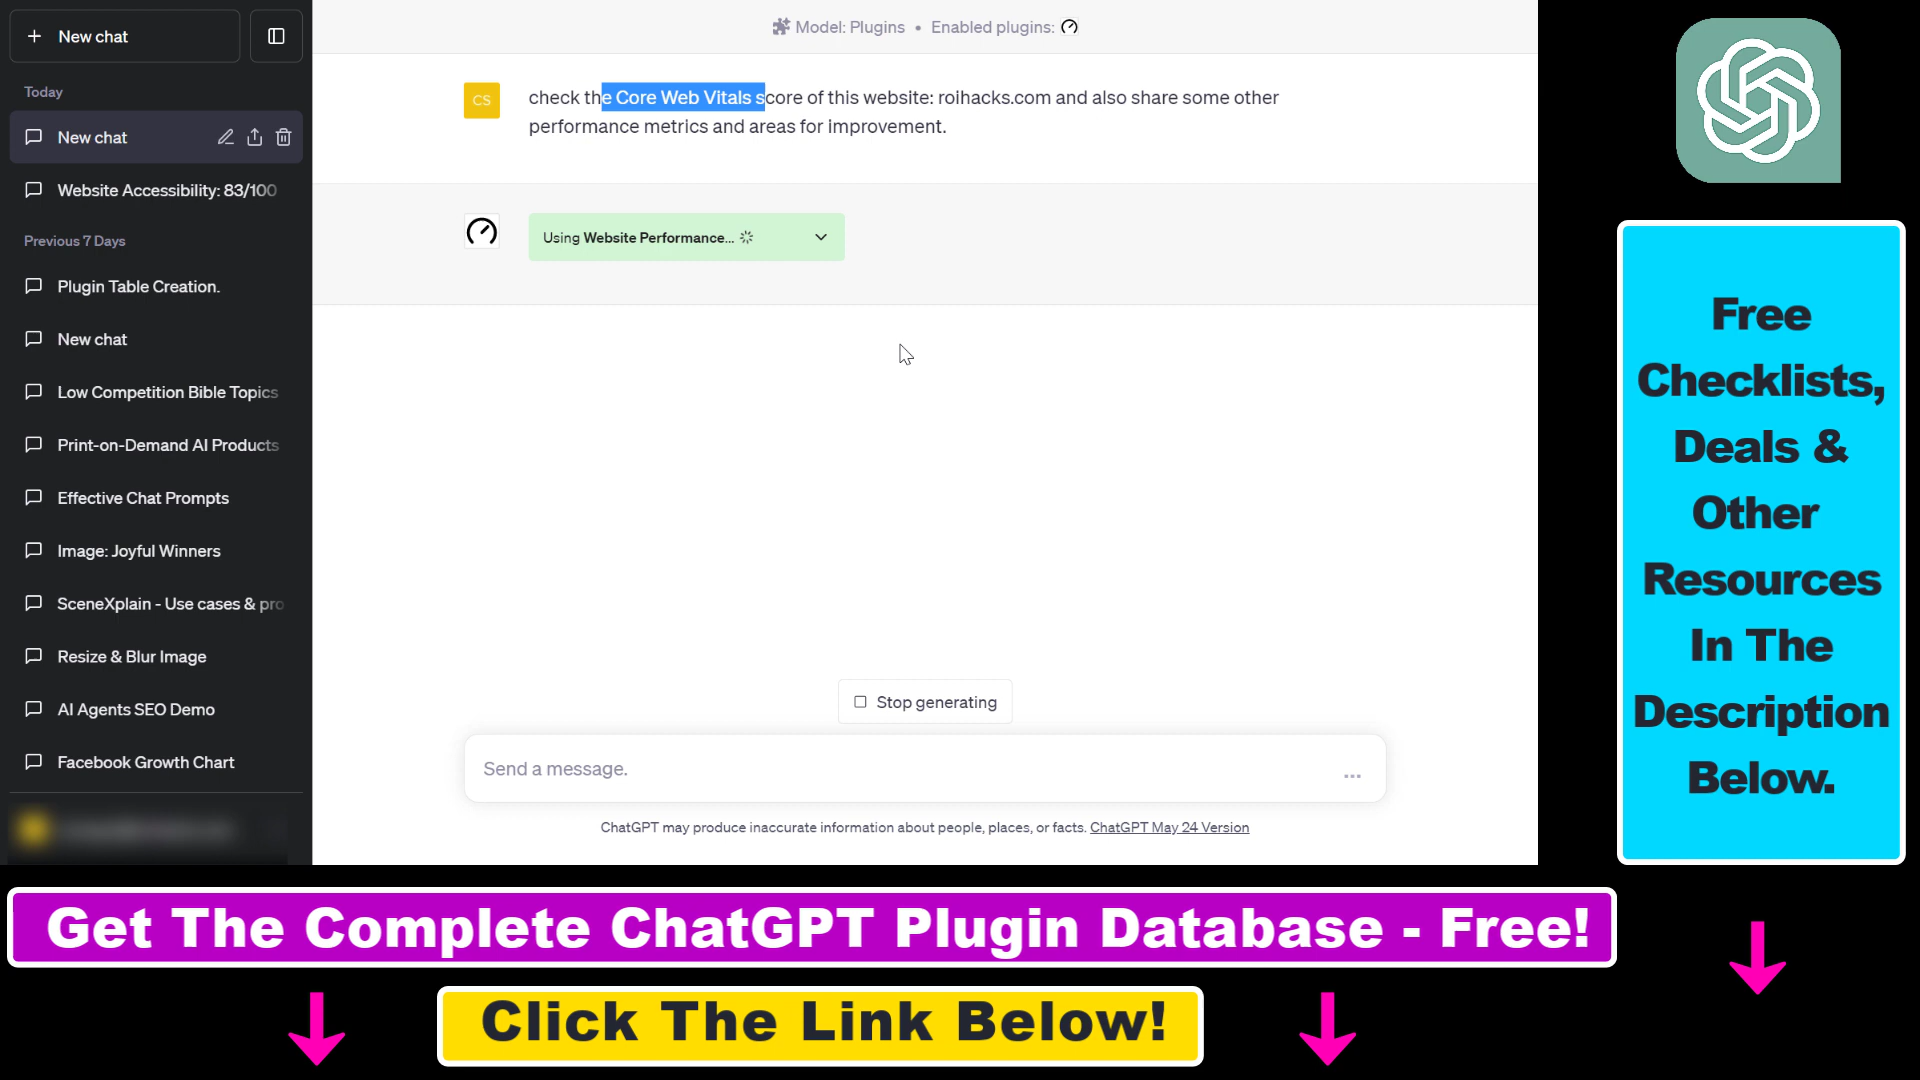 New chat
Today
New chat
Website Accessibility: 83/100
Previous 7 Days
Plugin Table Creation.
New chat
Low Competition Bible Topics
Print-on-Demand AI Products
Effective Chat Prompts
Image: Joyful Winners
SceneXplain - Use cases & pro
Resize & Blur Image
AI Agents SEO Demo
Facebook Growth Chart
Model: Plugins • Enabled plugins:
CS
check the Core Web Vitals score of this website: roihacks.com and also share some other
performance metrics and areas for improvement.
Using Website Performance...
Stop generating
Send a message.
...
ChatGPT may produce inaccurate information about people, places, or facts. ChatGPT May 24 Version
Free
Checklists,
Deals &
Other
Resources
In The
Description
Below.
Get The Complete ChatGPT Plugin Database - Free!
Click The Link Below!